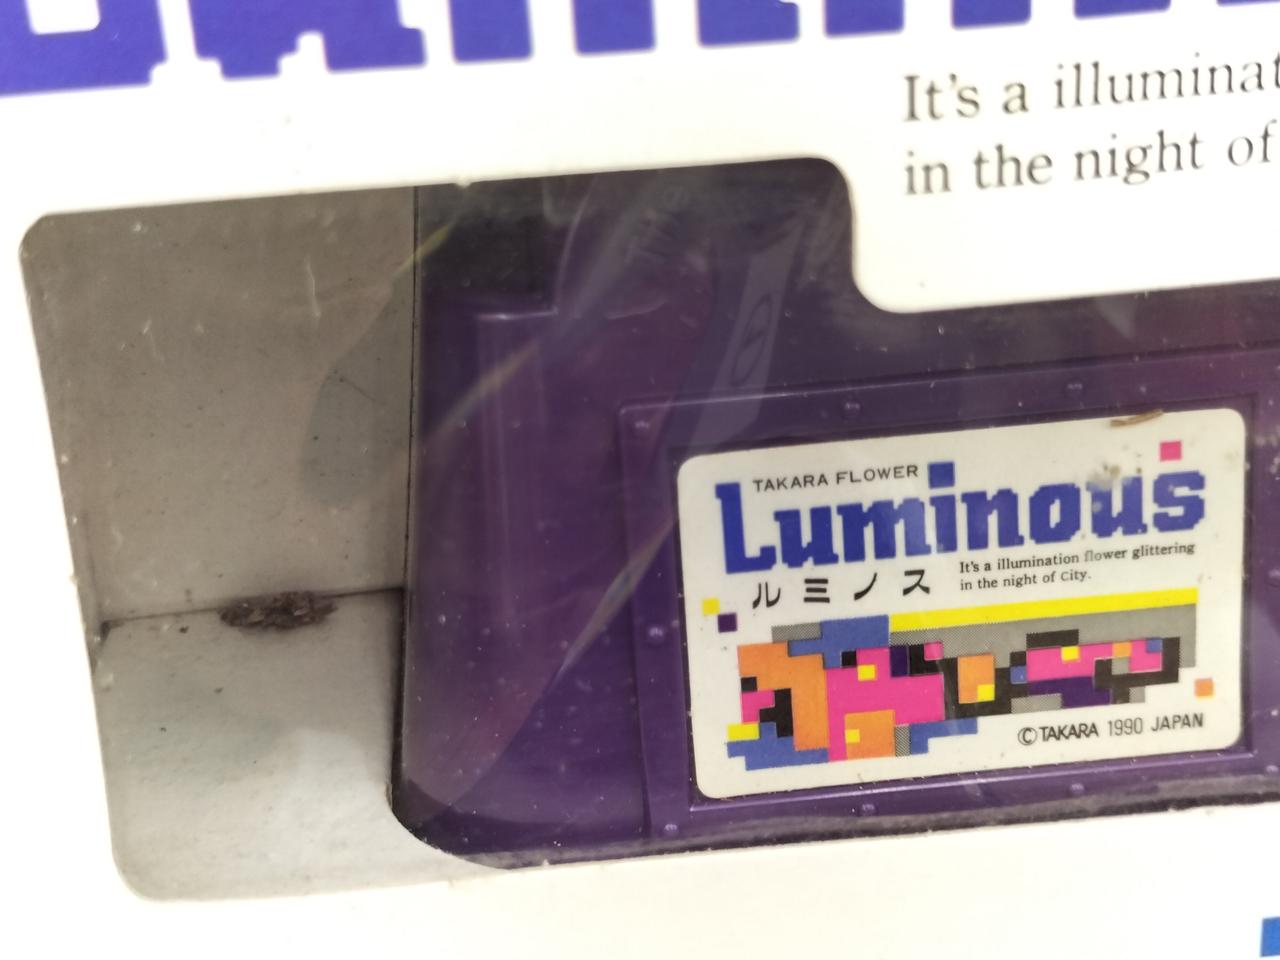 It's a illuminat
in the night of
TAKARA FLOWER
Luminous
ルミノス
It's a illumination flower glittering
in the night of City.
©TAKARA 1990 JAPAN